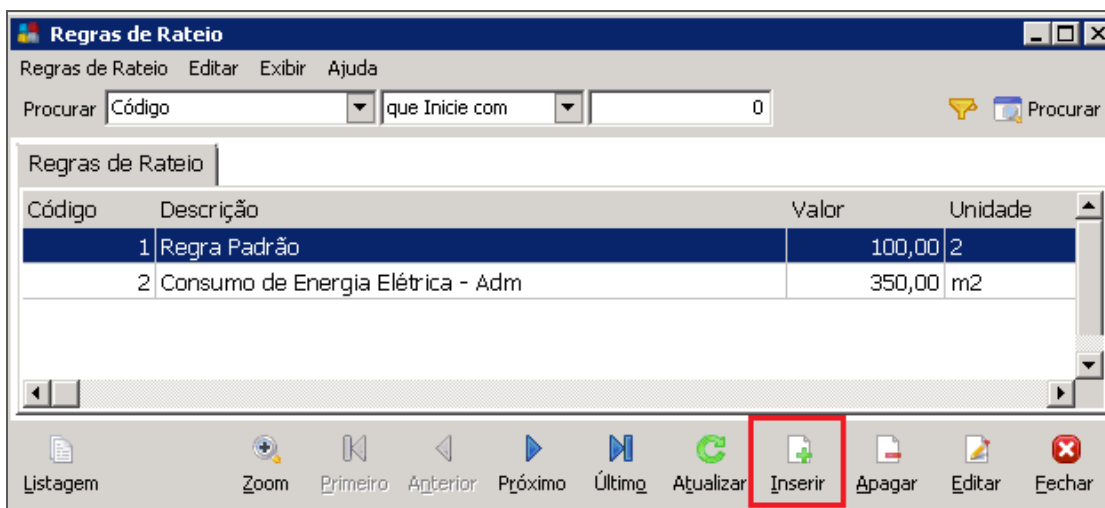 Regras de Rateio
Regras de Rateio Editar Exibir Ajuda
Procurar Código que Inicie com 0 Procurar
Regras de Rateio
Código Descrição Valor Unidade
1 Regra Padrão 100,00 2
2 Consumo de Energia Elétrica - Adm 350,00 m2
Listagem Zoom Primeiro Anterior Próximo Último Atualizar Inserir Apagar Editar Fechar